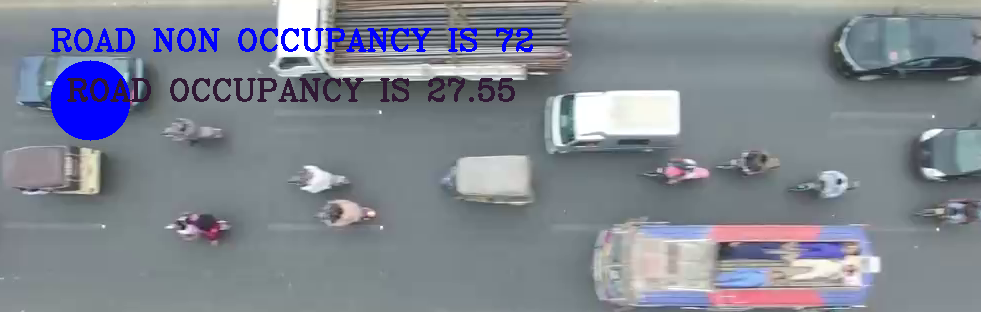 ROAD NON OCCUPANCY IS 72
ROAD OCCUPANCY IS 27.55